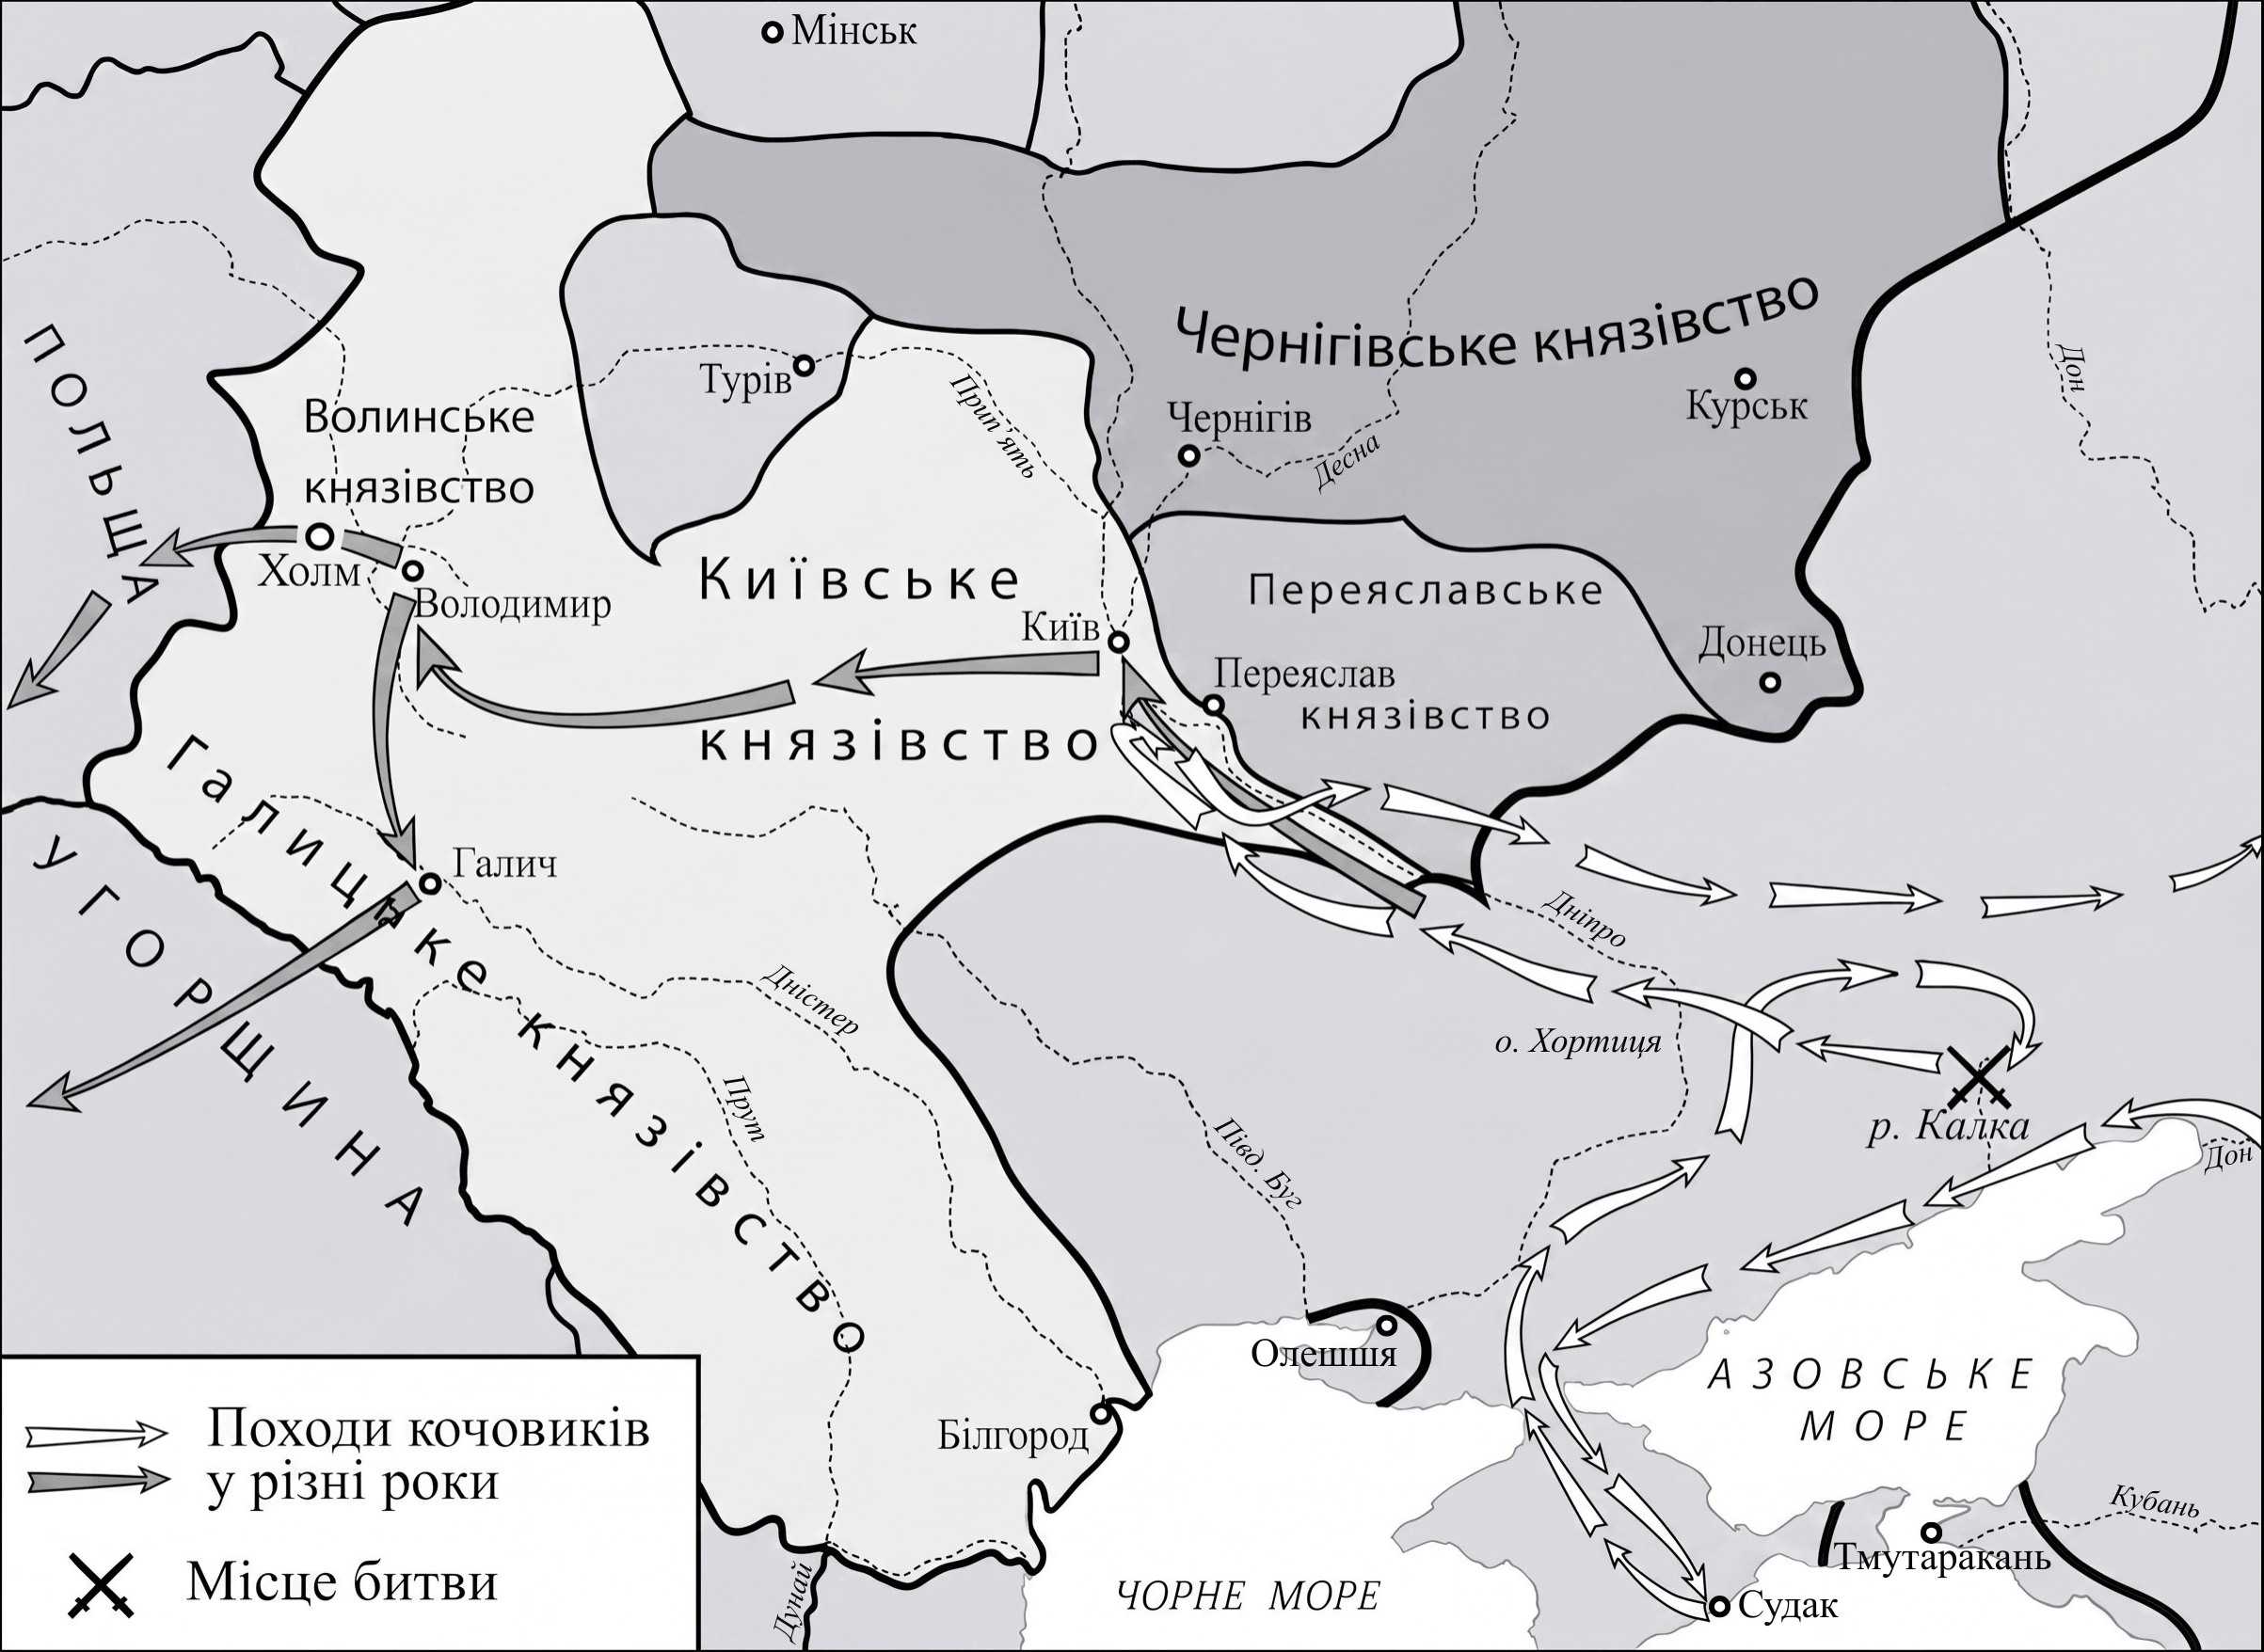 Мінськ
Чернігівське князівство
Курськ
Чернігів
Десна
Дон
Турів
Прип'ять
ПОЛЬЩА
Волинське
князівство
Холм
Володимир
Київське
князівство
Київ
Переяславське
князівство
Переяслав
Донець
Галицьке князівство
Галич
УГОРЩИНА
Дністер
Прут
Дніпро
о. Хортиця
р. Калка
Дон
Півд. Буг
Олешшя
АЗОВСЬКЕ
МОРЕ
Білгород
Кубань
Тмутаракань
Судак
ЧОРНЕ МОРЕ
Дунай
Походи кочовиків
у різні роки
Місце битви